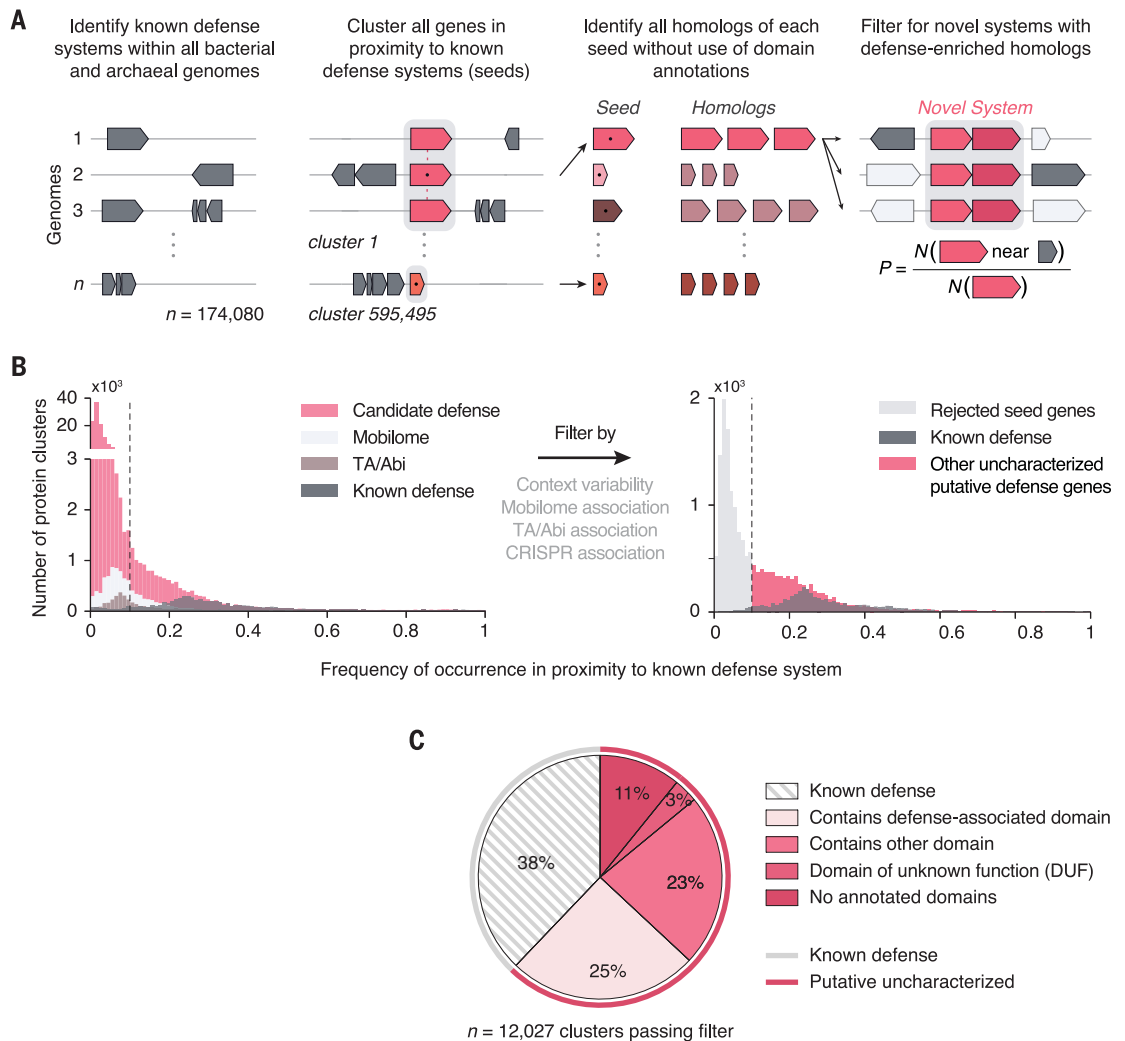 A
Identify known defense
systems within all bacterial
and archaeal genomes
Cluster all genes in
proximity to known
defense systems (seeds)
Identify all homologs of each
seed without use of domain
annotations
Filter for novel systems with
defense-enriched homologs
Genomes
1
2
3
n
n = 174,080
cluster 1
cluster 595,495
Seed
Homologs
Novel System
P = N( near )
N( )
B
Number of protein clusters
x10³
40
20
3
2
1
0
0
0.2
0.4
0.6
0.8
1
Candidate defense
Mobilome
TA/Abi
Known defense
Filter by
Context variability
Mobilome association
TA/Abi association
CRISPR association
x10³
2
1
0
0
0.2
0.4
0.6
0.8
1
Rejected seed genes
Known defense
Other uncharacterized
putative defense genes
Frequency of occurrence in proximity to known defense system
C
11%
3%
23%
25%
38%
Known defense
Contains defense-associated domain
Contains other domain
Domain of unknown function (DUF)
No annotated domains
Known defense
Putative uncharacterized
n = 12,027 clusters passing filter